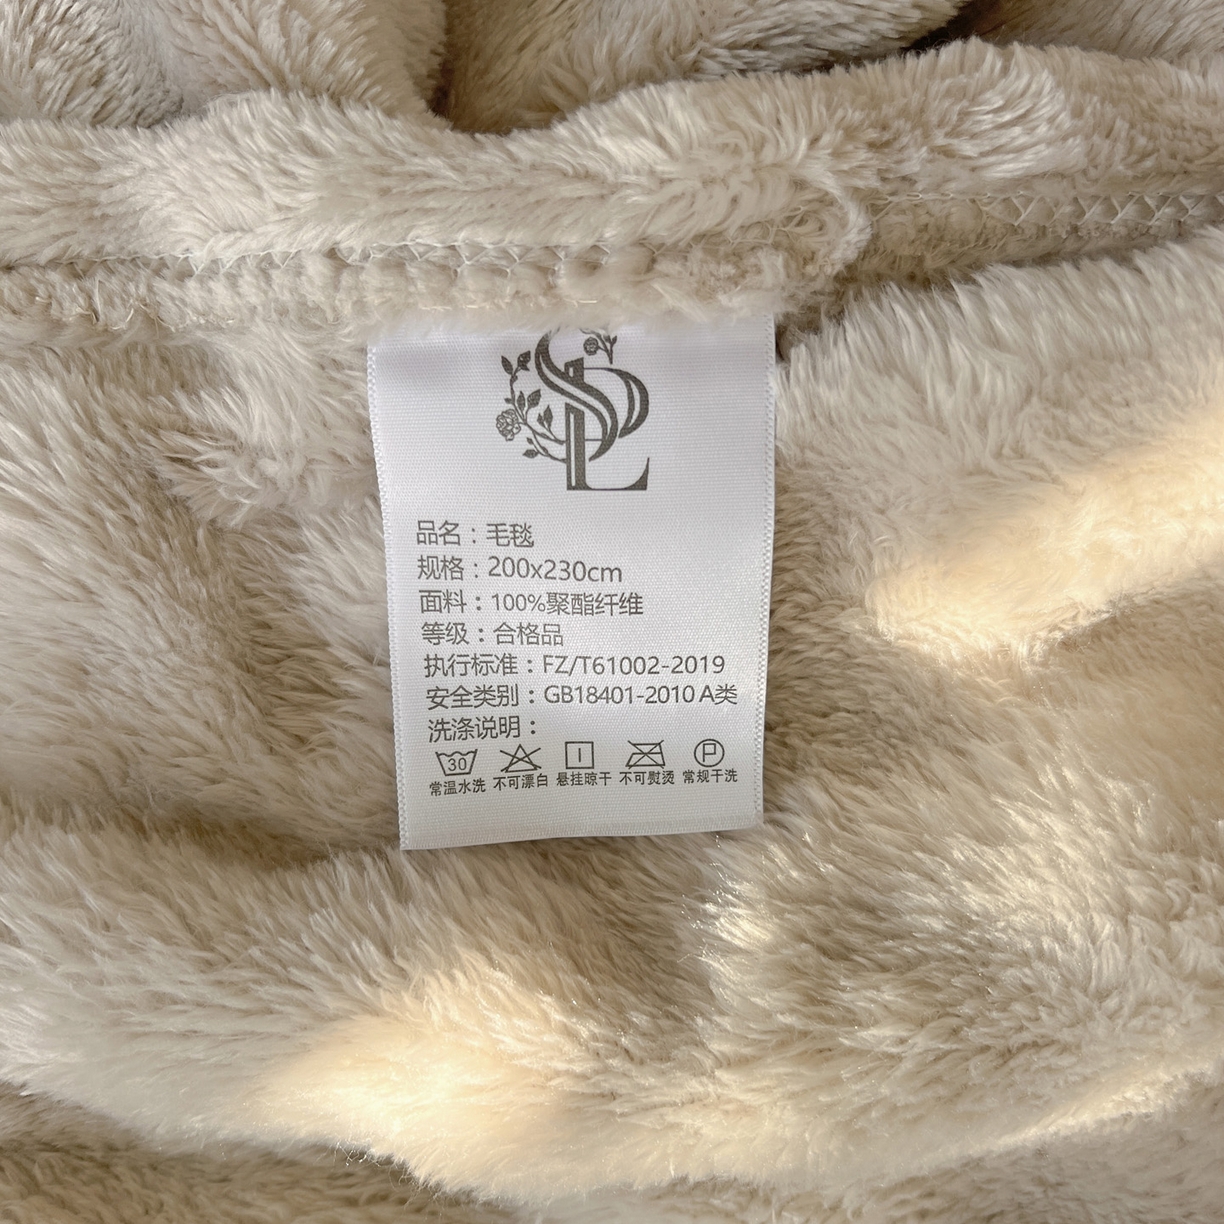 SPL
品名：毛毯
规格：200x230cm
面料：100%聚酯纤维
等级：合格品
执行标准：FZ/T61002-2019
安全类别：GB18401-2010 A类
洗涤说明：
30 P
常温水洗 不可漂白 悬挂晾干 不可熨烫 常规干洗